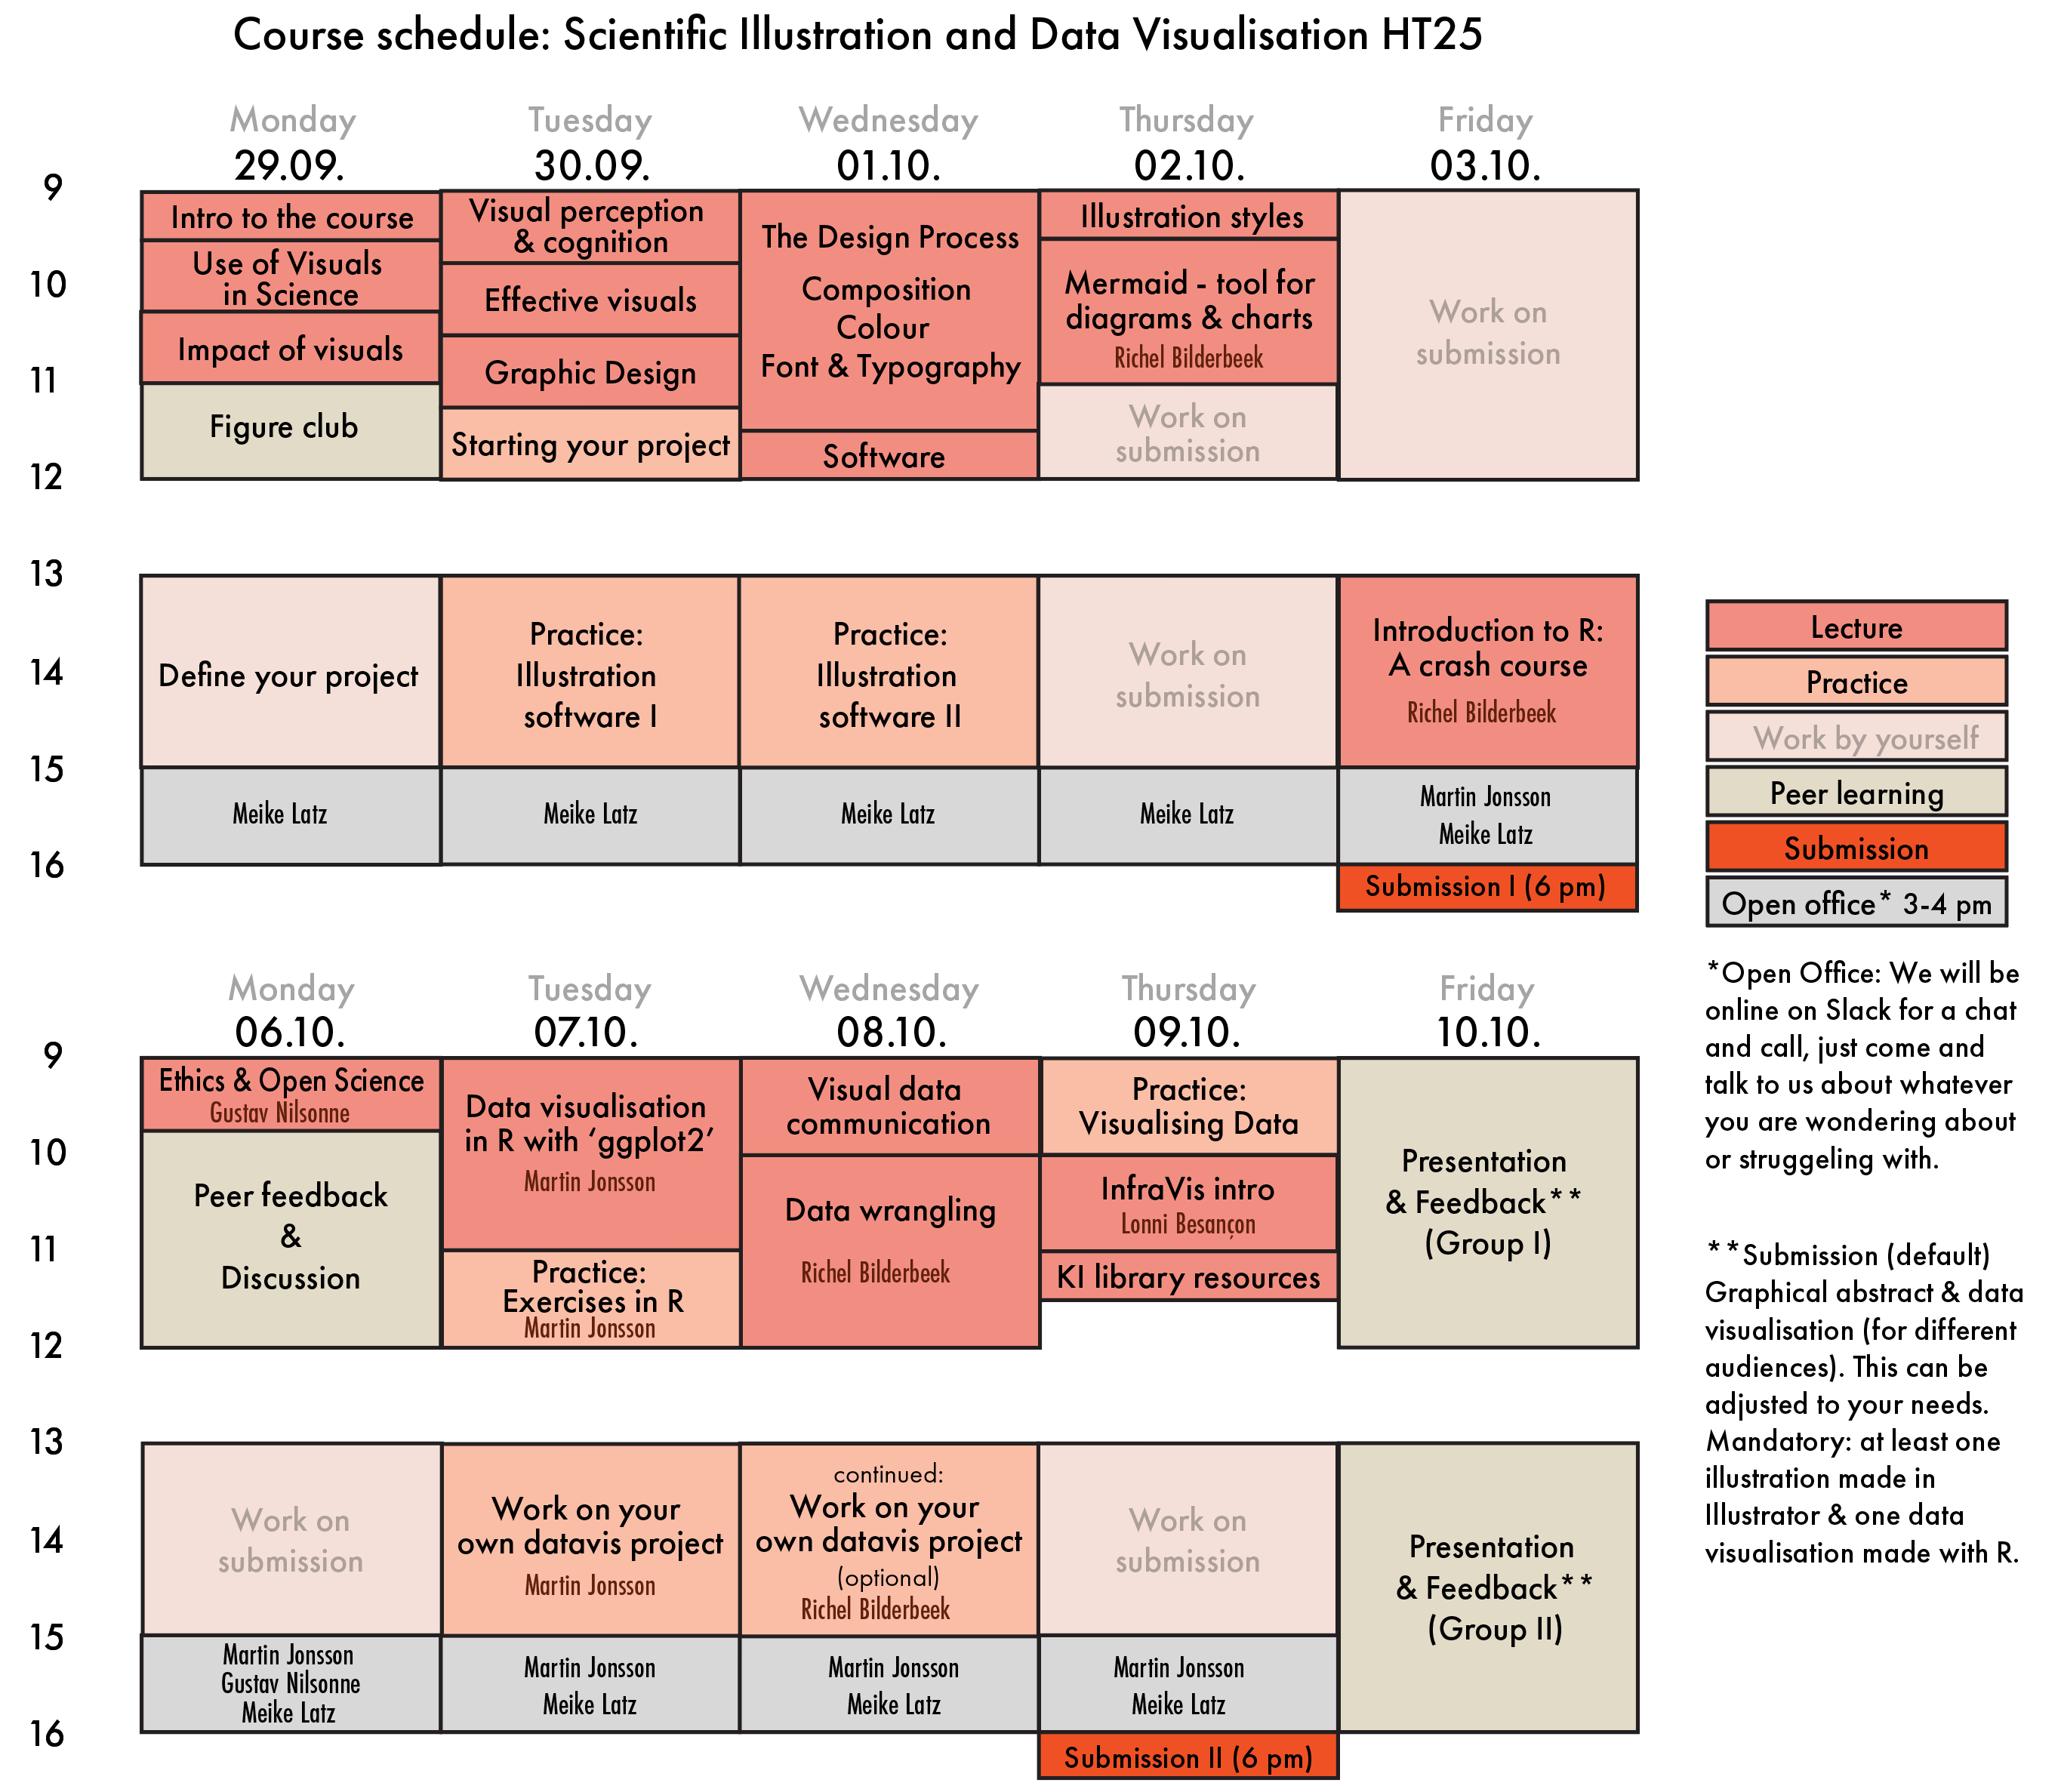 Course schedule: Scientific Illustration and Data Visualisation HT25
Monday
29.09.
Tuesday
30.09.
Wednesday
01.10.
Thursday
02.10.
Friday
03.10.
9
10
11
12
13
14
15
16
Intro to the course
Use of Visuals
in Science
Impact of visuals
Figure club
Define your project
Meike Latz
Visual perception
& cognition
Effective visuals
Graphic Design
Starting your project
Practice:
Illustration
software I
Meike Latz
The Design Process
Composition
Colour
Font & Typography
Software
Practice:
Illustration
software II
Meike Latz
Illustration styles
Mermaid - tool for
diagrams & charts
Richel Bilderbeek
Work on
submission
Work on
submission
Meike Latz
Work on
submission
Introduction to R:
A crash course
Richel Bilderbeek
Martin Jonsson
Meike Latz
Submission I (6 pm)
Lecture
Practice
Work by yourself
Peer learning
Submission
Open office* 3-4 pm
*Open Office: We will be
online on Slack for a chat
and call, just come and
talk to us about whatever
you are wondering about
or struggeling with.
**Submission (default)
Graphical abstract & data
visualisation (for different
audiences). This can be
adjusted to your needs.
Mandatory: at least one
illustration made in
Illustrator & one data
visualisation made with R.
Monday
06.10.
Tuesday
07.10.
Wednesday
08.10.
Thursday
09.10.
Friday
10.10.
9
10
11
12
13
14
15
16
Ethics & Open Science
Gustav Nilsonne
Peer feedback
&
Discussion
Work on
submission
Martin Jonsson
Gustav Nilsonne
Meike Latz
Data visualisation
in R with ‘ggplot2’
Martin Jonsson
Practice:
Exercises in R
Martin Jonsson
Work on your
own datavis project
Martin Jonsson
Martin Jonsson
Meike Latz
Visual data
communication
Data wrangling
Richel Bilderbeek
continued:
Work on your
own datavis project
(optional)
Richel Bilderbeek
Martin Jonsson
Meike Latz
Practice:
Visualising Data
InfraVis intro
Lonni Besançon
KI library resources
Work on
submission
Martin Jonsson
Meike Latz
Submission II (6 pm)
Presentation
& Feedback**
(Group I)
Presentation
& Feedback**
(Group II)